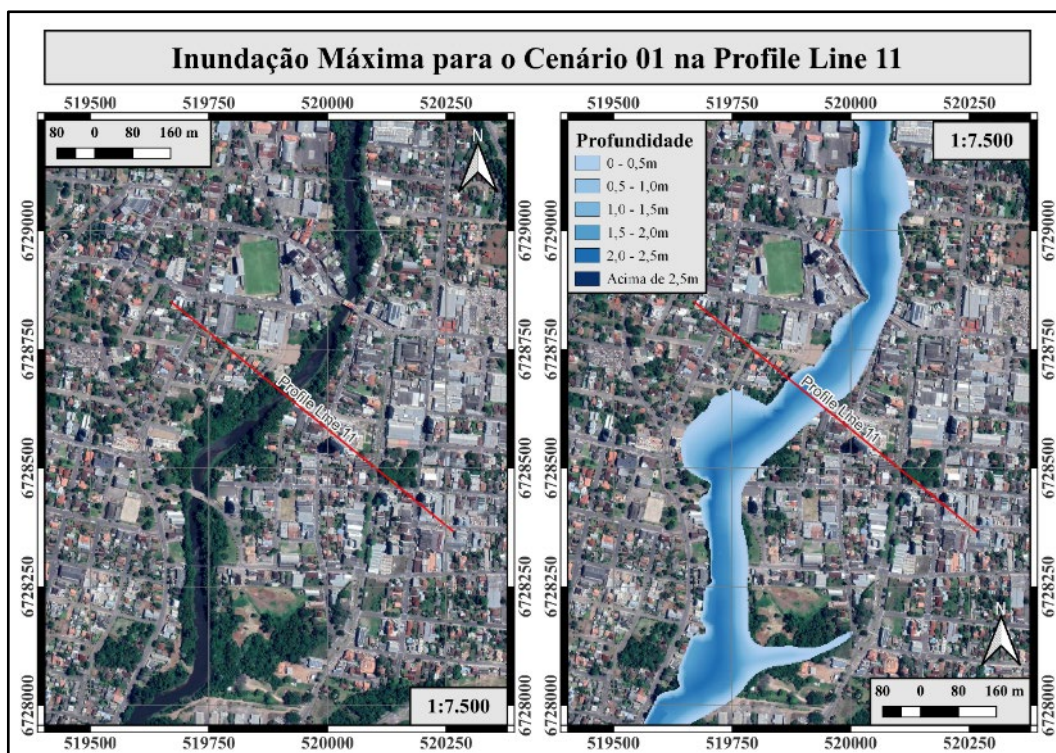 Inundação Máxima para o Cenário 01 na Profile Line 11
519500 519750 520000 520250
80 0 80 160 m
N
6729000 6728750 6728500 6728250 6728000
Profile Line 11
6729000 6728750 6728500 6728250 6728000
1:7.500
519500 519750 520000 520250
519500 519750 520000 520250
Profundidade
0 - 0,5m
0,5 - 1,0m
1,0 - 1,5m
1,5 - 2,0m
2,0 - 2,5m
Acima de 2,5m
1:7.500
6729000 6728750 6728500 6728250 6728000
Profile Line 11
6729000 6728750 6728500 6728250 6728000
N
80 0 80 160 m
519500 519750 520000 520250